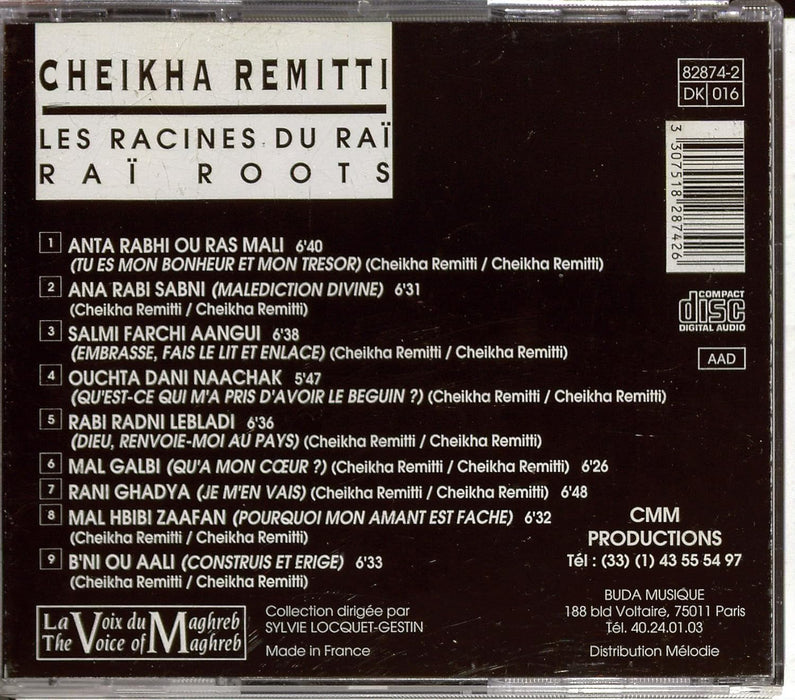 CHEIKHA REMITTI
LES RACINES DU RAÏ
RAÏ ROOTS
82874-2
DK 016
3 307518 287426
COMPACT
disc
DIGITAL AUDIO
AAD
1 ANTA RABHI OU RAS MALI 6'40
(TU ES MON BONHEUR ET MON TRESOR) (Cheikha Remitti / Cheikha Remitti)
2 ANA RABI SABNI (MALEDICTION DIVINE) 6'31
(Cheikha Remitti / Cheikha Remitti)
3 SALMI FARCHI AANGUI 6'38
(EMBRASSE, FAIS LE LIT ET ENLACE) (Cheikha Remitti / Cheikha Remitti)
4 OUCHTA DANI NAACHAK 5'47
(QU'EST-CE QUI M'A PRIS D'AVOIR LE BEGUIN ?) (Cheikha Remitti / Cheikha Remitti)
5 RABI RADNI LEBLADI 6'36
(DIEU, RENVOIE-MOI AU PAYS) (Cheikha Remitti / Cheikha Remitti)
6 MAL GALBI (QU'A MON CŒUR ?) (Cheikha Remitti / Cheikha Remitti) 6'26
7 RANI GHADYA (JE M'EN VAIS) (Cheikha Remitti / Cheikha Remitti) 6'48
8 MAL HBIBI ZAAFAN (POURQUOI MON AMANT EST FACHE) 6'32
(Cheikha Remitti / Cheikha Remitti)
9 B'NI OU AALI (CONSTRUIS ET ERIGE) 6'33
(Cheikha Remitti / Cheikha Remitti)
CMM
PRODUCTIONS
Tél : (33) (1) 43 55 54 97
La Voix du Maghreb
The Voice of Maghreb
Collection dirigée par
SYLVIE LOCQUET-GESTIN
Made in France
BUDA MUSIQUE
188 bld Voltaire, 75011 Paris
Tél. 40.24.01.03
Distribution Mélodie